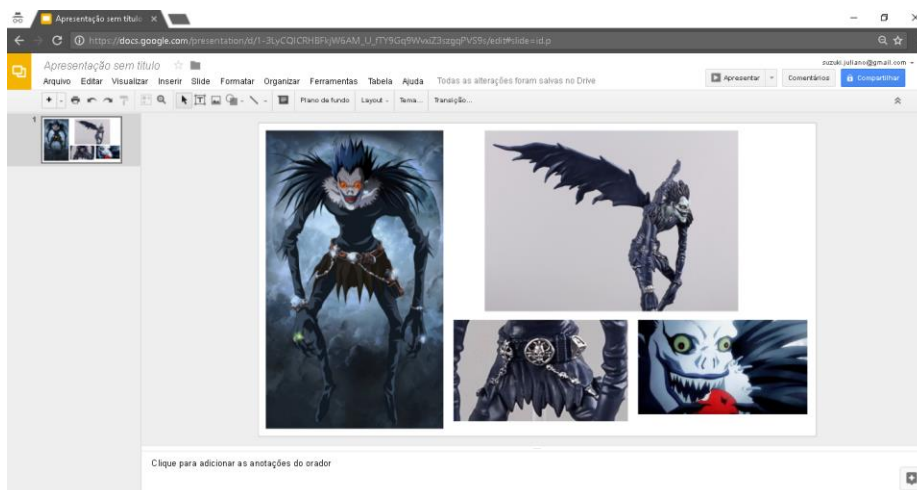 Apresentação sem título
https://docs.google.com/presentation/d/1-3LyCQICRHBFkjW6AM_U_fTY9Gq9WvxiZ3szgqPVS9s/edit#slide=id.p
Apresentação sem título
suzuki.juliano@gmail.com
Arquivo Editar Visualizar Inserir Slide Formatar Organizar Ferramentas Tabela Ajuda Todas as alterações foram salvas no Drive
Apresentar Comentários Compartilhar
Plano de fundo Layout Tema... Transição...
1
Clique para adicionar as anotações do orador